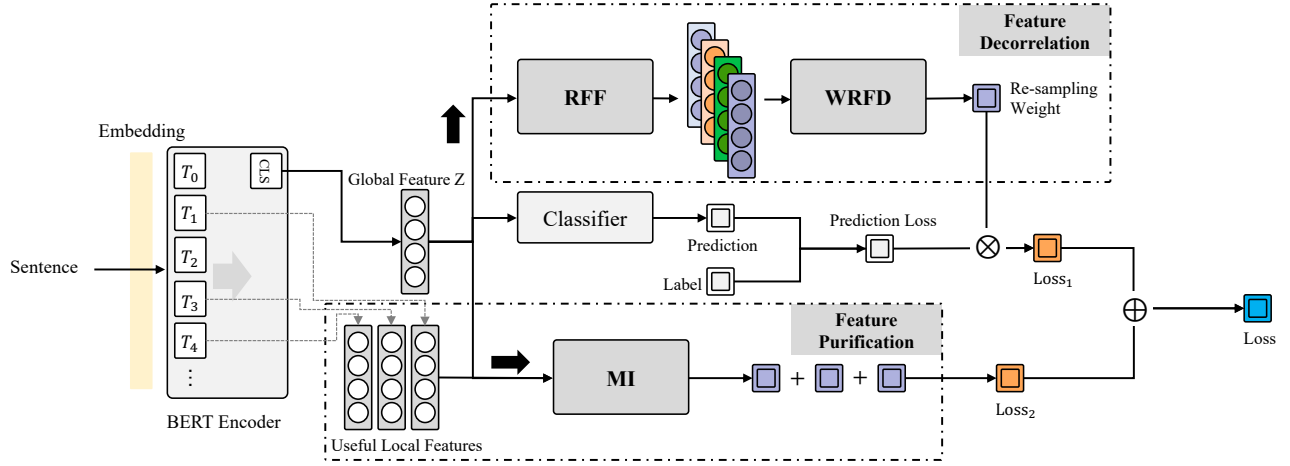 Feature
Decorrelation
RFF
WRFD
Re-sampling
Weight
Embedding
T0
CLS
T1
T2
T3
T4
⋮
BERT Encoder
Sentence
Global Feature Z
Classifier
Prediction
Label
Prediction Loss
⊗
Loss1
⊕
Loss
Feature
Purification
MI
+ +
Loss2
Useful Local Features